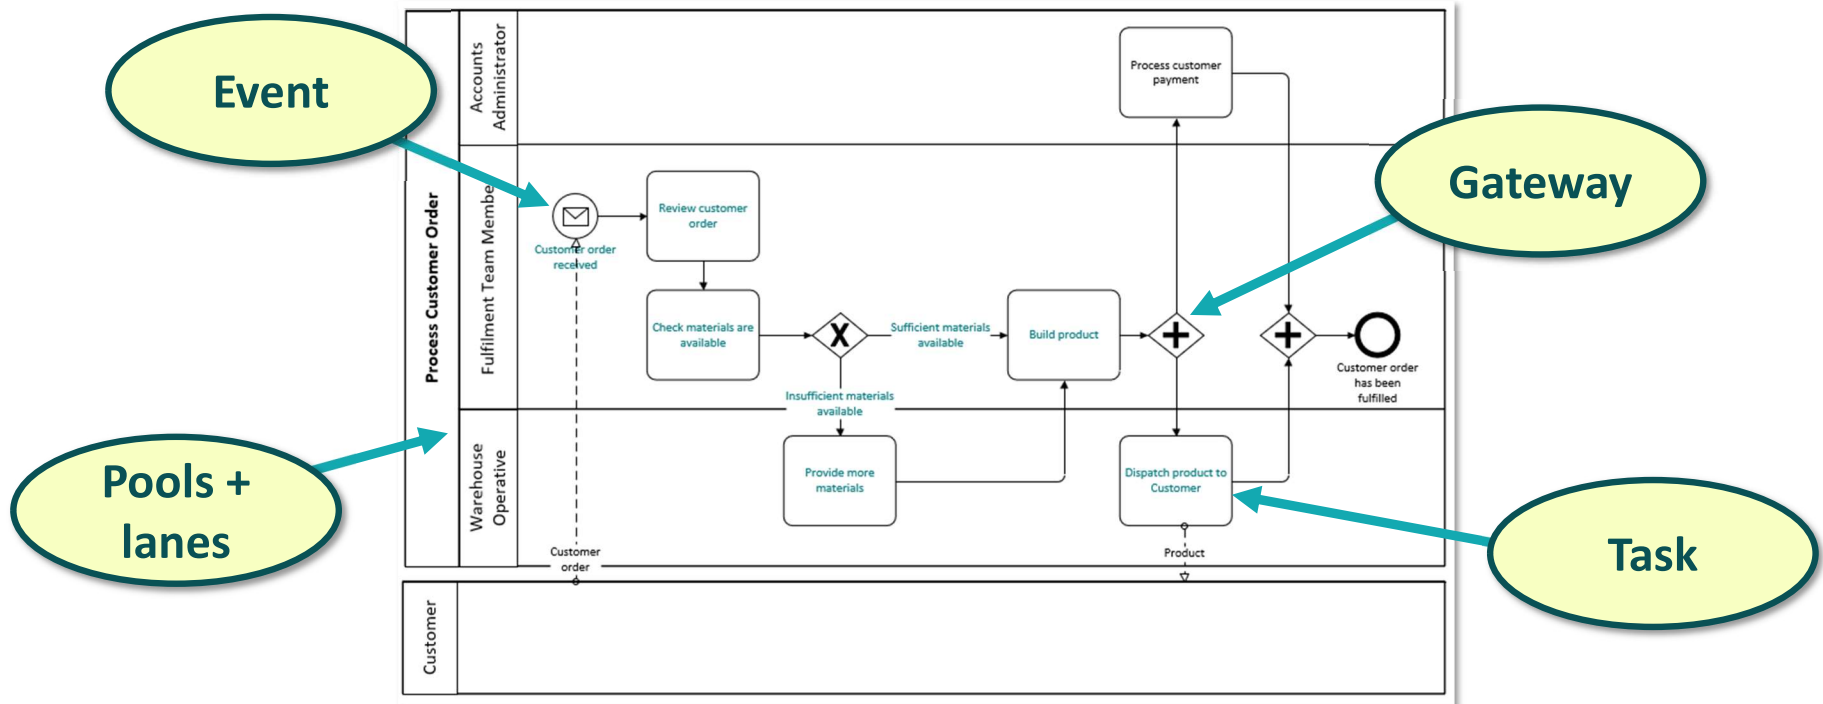 Event
Gateway
Pools +
lanes
Task
Process Customer Order
Accounts
Administrator
Process customer
payment
Fulfilment Team Membe
Customer order
received
Review customer
order
Check materials are
available
X
Sufficient materials
available
Insufficient materials
available
Build product
Customer order
has been
fulfilled
Warehouse
Operative
Provide more
materials
Dispatch product to
Customer
Customer
order
Product
Customer